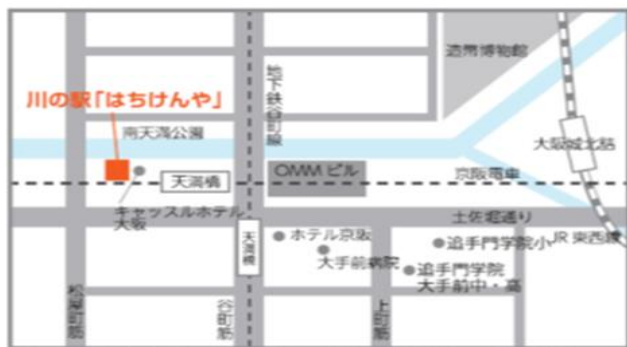 造幣博物館
地下鉄谷町線
川の駅「はちけんや」
南天満公園
大阪城北詰
天満橋
OMMビル
京阪電車
キャッスルホテル
大阪
土佐堀通り
天満橋
ホテル京阪
追手門学院小
JR東西線
大手前病院
追手門学院
大手前中・高
松屋町筋
谷町筋
上町筋